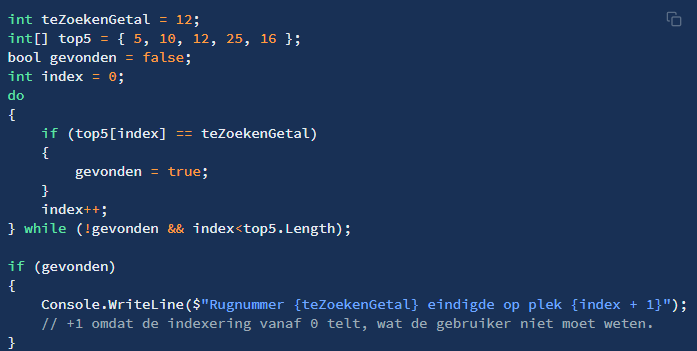 int teZoekenGetal = 12;
int[] top5 = { 5, 10, 12, 25, 16 };
bool gevonden = false;
int index = 0;
do
{
    if (top5[index] == teZoekenGetal)
    {
        gevonden = true;
    }
    index++;
} while (!gevonden && index<top5.Length);

if (gevonden)
{
    Console.WriteLine($"Rugnummer {teZoekenGetal} eindigde op plek {index + 1}");
    // +1 omdat de indexering vanaf 0 telt, wat de gebruiker niet moet weten.
}